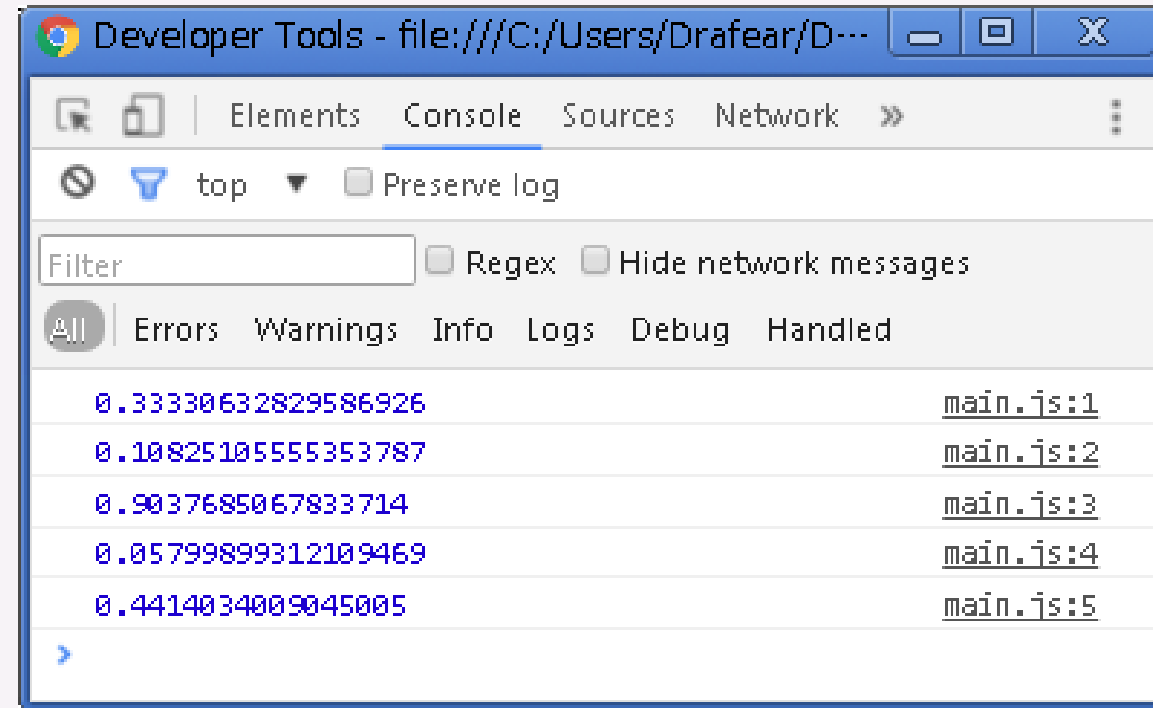 Developer Tools - file:///C:/Users/Drafear/D···
Elements Console Sources Network »
top ▼ Preserve log
Filter Regex Hide network messages
All Errors Warnings Info Logs Debug Handled
0.33330632829586926 main.js:1
0.10825105555353787 main.js:2
0.9037685067833714 main.js:3
0.05799899312109469 main.js:4
0.4414034009045005 main.js:5
>